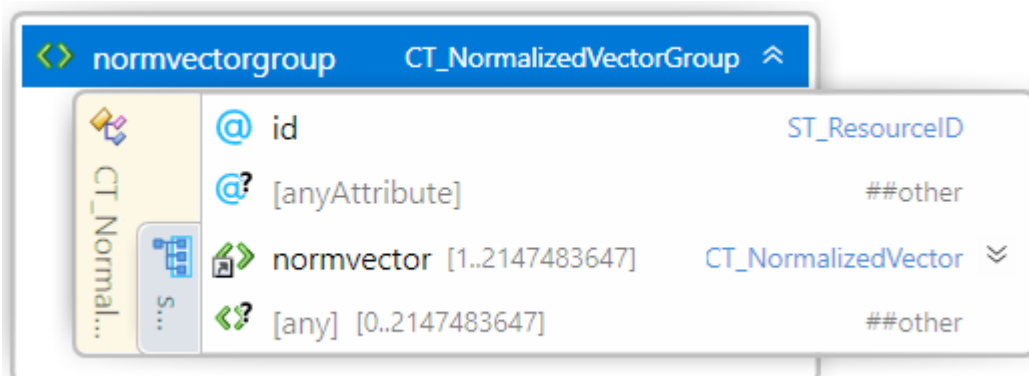 normvectorgroup CT_NormalizedVectorGroup
@ id ST_ResourceID
@? [anyAttribute] ##other
normvector [1..2147483647] CT_NormalizedVector
<>? [any] [0..2147483647] ##other
CT_Normal...
s...